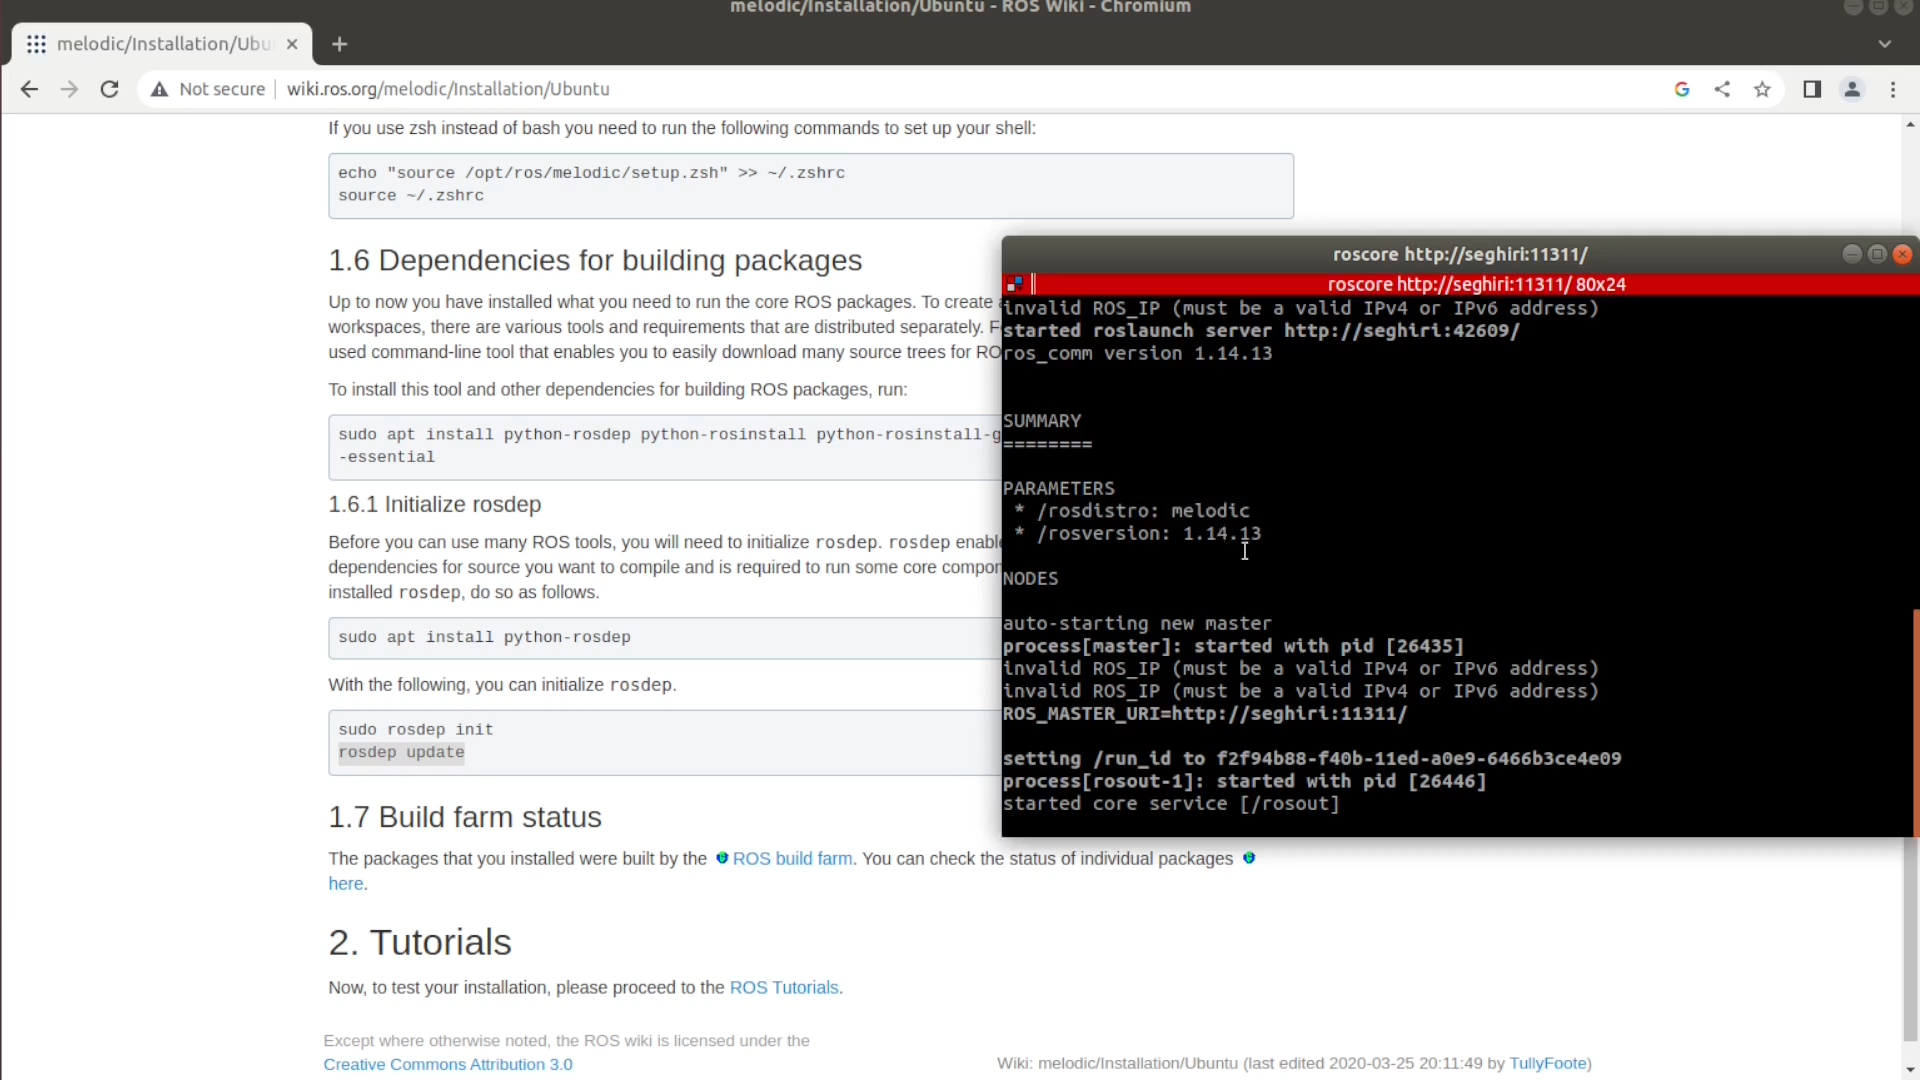 melodic/Installation/Ubuntu - ROS Wiki - Chromium
melodic/Installation/Ubu
Not secure
wiki.ros.org/melodic/Installation/Ubuntu
If you use zsh instead of bash you need to run the following commands to set up your shell:
echo "source /opt/ros/melodic/setup.zsh" >> ~/.zshrc
source ~/.zshrc
1.6 Dependencies for building packages
Up to now you have installed what you need to run the core ROS packages. To create a
workspaces, there are various tools and requirements that are distributed separately. F
used command-line tool that enables you to easily download many source trees for RO
To install this tool and other dependencies for building ROS packages, run:
sudo apt install python-rosdep python-rosinstall python-rosinstall-g
-essential
1.6.1 Initialize rosdep
Before you can use many ROS tools, you will need to initialize rosdep. rosdep enable
dependencies for source you want to compile and is required to run some core compon
installed rosdep, do so as follows.
sudo apt install python-rosdep
With the following, you can initialize rosdep.
sudo rosdep init
rosdep update
1.7 Build farm status
The packages that you installed were built by the ROS build farm. You can check the status of individual packages
here.
2. Tutorials
Now, to test your installation, please proceed to the ROS Tutorials.
Except where otherwise noted, the ROS wiki is licensed under the
Creative Commons Attribution 3.0
Wiki: melodic/Installation/Ubuntu (last edited 2020-03-25 20:11:49 by TullyFoote)
roscore http://seghiri:11311/
roscore http://seghiri:11311/ 80x24
invalid ROS_IP (must be a valid IPv4 or IPv6 address)
started roslaunch server http://seghiri:42609/
ros_comm version 1.14.13
SUMMARY
========
PARAMETERS
* /rosdistro: melodic
* /rosversion: 1.14.13
NODES
auto-starting new master
process[master]: started with pid [26435]
invalid ROS_IP (must be a valid IPv4 or IPv6 address)
invalid ROS_IP (must be a valid IPv4 or IPv6 address)
ROS_MASTER_URI=http://seghiri:11311/
setting /run_id to f2f94b88-f40b-11ed-a0e9-6466b3ce4e09
process[rosout-1]: started with pid [26446]
started core service [/rosout]